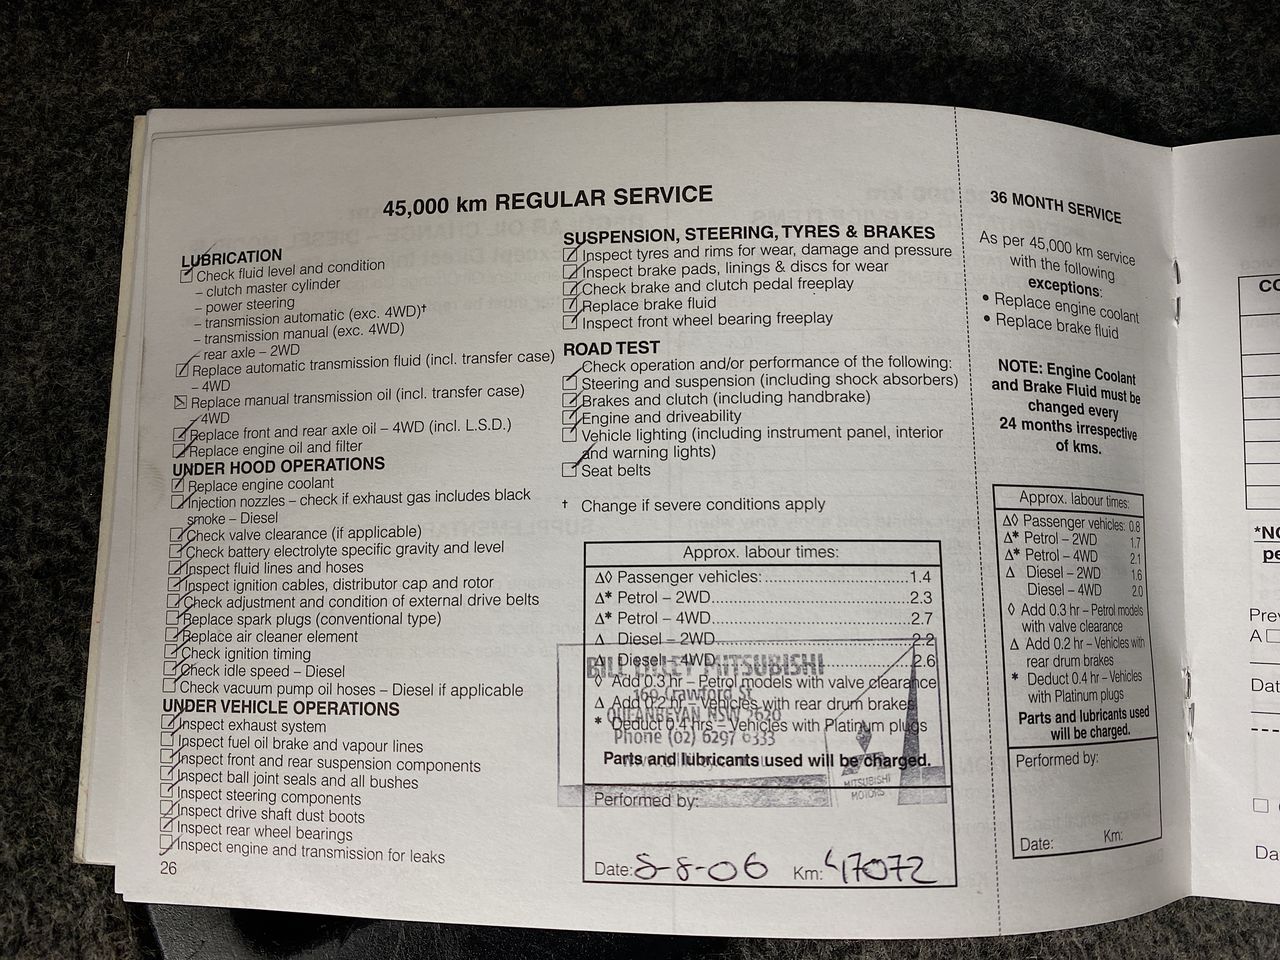 45,000 km REGULAR SERVICE
LUBRICATION
Check fluid level and condition
– clutch master cylinder
– power steering
– transmission automatic (exc. 4WD)†
– transmission manual (exc. 4WD)
– rear axle – 2WD
Replace automatic transmission fluid (incl. transfer case)
– 4WD
Replace manual transmission oil (incl. transfer case)
– 4WD
Replace front and rear axle oil – 4WD (incl. L.S.D.)
Replace engine oil and filter
UNDER HOOD OPERATIONS
Replace engine coolant
Injection nozzles – check if exhaust gas includes black
smoke – Diesel
Check valve clearance (if applicable)
Check battery electrolyte specific gravity and level
Inspect fluid lines and hoses
Inspect ignition cables, distributor cap and rotor
Check adjustment and condition of external drive belts
Replace spark plugs (conventional type)
Replace air cleaner element
Check ignition timing
Check idle speed – Diesel
Check vacuum pump oil hoses – Diesel if applicable
UNDER VEHICLE OPERATIONS
Inspect exhaust system
Inspect fuel oil brake and vapour lines
Inspect front and rear suspension components
Inspect ball joint seals and all bushes
Inspect steering components
Inspect drive shaft dust boots
Inspect rear wheel bearings
Inspect engine and transmission for leaks
26
SUSPENSION, STEERING, TYRES & BRAKES
Inspect tyres and rims for wear, damage and pressure
Inspect brake pads, linings & discs for wear
Check brake and clutch pedal freeplay
Replace brake fluid
Inspect front wheel bearing freeplay
ROAD TEST
Check operation and/or performance of the following:
Steering and suspension (including shock absorbers)
Brakes and clutch (including handbrake)
Engine and driveability
Vehicle lighting (including instrument panel, interior
and warning lights)
Seat belts
† Change if severe conditions apply
Approx. labour times:
Δ◊ Passenger vehicles:..................................1.4
Δ* Petrol – 2WD..............................................2.3
Δ* Petrol – 4WD..............................................2.7
Δ Diesel – 2WD..............................................2.2
Δ Diesel – 4WD..............................................2.6
◊ Add 0.3 hr – Petrol models with valve clearance
Δ Add 0.2 hr – Vehicles with rear drum brakes
* Deduct 0.4 hrs – Vehicles with Platinum plugs
Parts and lubricants used will be charged.
MITSUBISHI
169 Crawford St
QUEANBEYAN NSW 2620
Phone (02) 6297 6333
MITSUBISHI
MOTORS
Performed by:
Date: 8-8-06 Km: 47072
36 MONTH SERVICE
As per 45,000 km service
with the following
exceptions:
• Replace engine coolant
• Replace brake fluid
NOTE: Engine Coolant
and Brake Fluid must be
changed every
24 months irrespective
of kms.
Approx. labour times:
Δ◊ Passenger vehicles: 0.8
Δ* Petrol – 2WD 1.7
Δ* Petrol – 4WD 2.1
Δ Diesel – 2WD 1.6
Diesel – 4WD 2.0
◊ Add 0.3 hr – Petrol models
with valve clearance
Δ Add 0.2 hr – Vehicles with
rear drum brakes
* Deduct 0.4 hr – Vehicles
with Platinum plugs
Parts and lubricants used
will be charged.
Performed by:
Date: Km:
CO
*NO
pe
Prev
A
Dat
Da